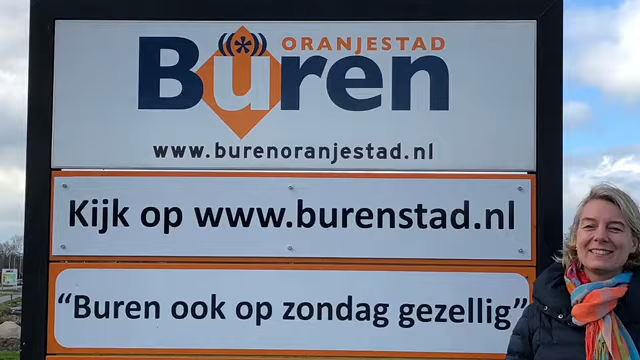 ORANJESTAD
Buren
www.burenoranjestad.nl
Kijk op www.burenstad.nl
“Buren ook op zondag gezellig”